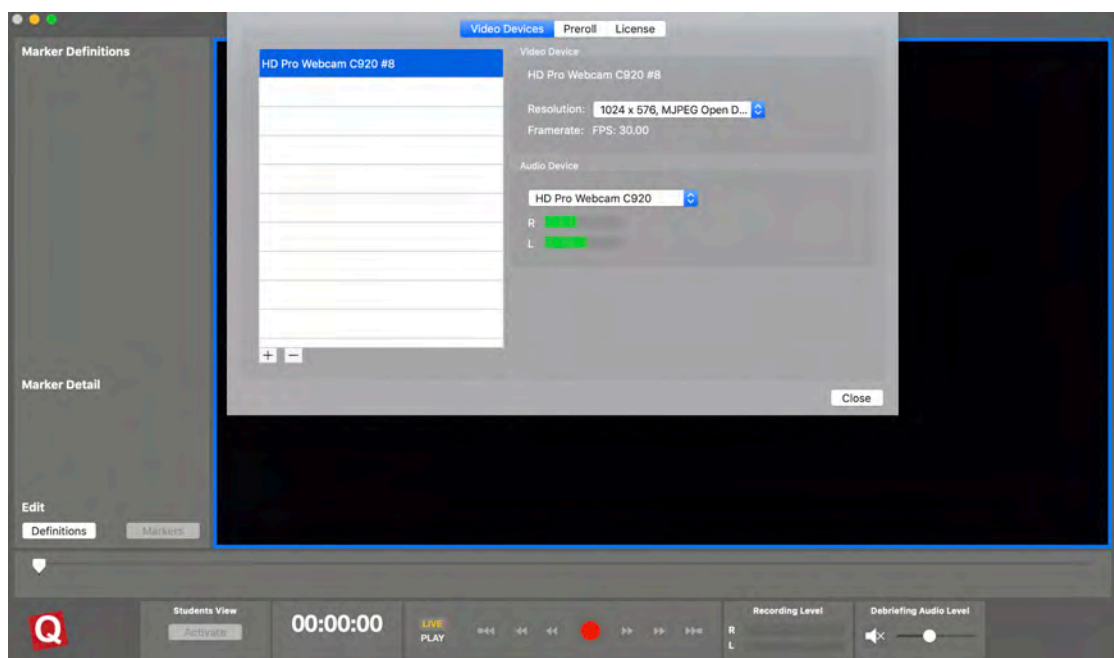 Video Devices Preroll License
Marker Definitions
HD Pro Webcam C920 #8
Video Device
HD Pro Webcam C920 #8
Resolution: 1024 x 576, MJPEG Open D...
Framerate: FPS: 30.00
Audio Device
HD Pro Webcam C920
R
L
+ −
Close
Marker Detail
Edit
Definitions Markers
Students View
Activate
00:00:00
LIVE
PLAY
Recording Level
R
L
Debriefing Audio Level
Q